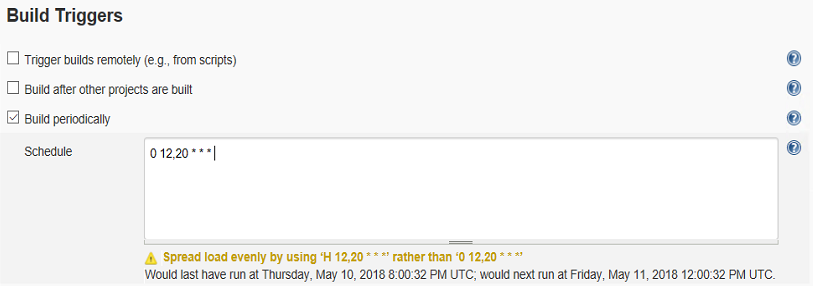 Build Triggers
Trigger builds remotely (e.g., from scripts)
Build after other projects are built
Build periodically
Schedule
0 12,20 * * *
Spread load evenly by using ‘H 12,20 * * *’ rather than ‘0 12,20 * * *’
Would last have run at Thursday, May 10, 2018 8:00:32 PM UTC; would next run at Friday, May 11, 2018 12:00:32 PM UTC.